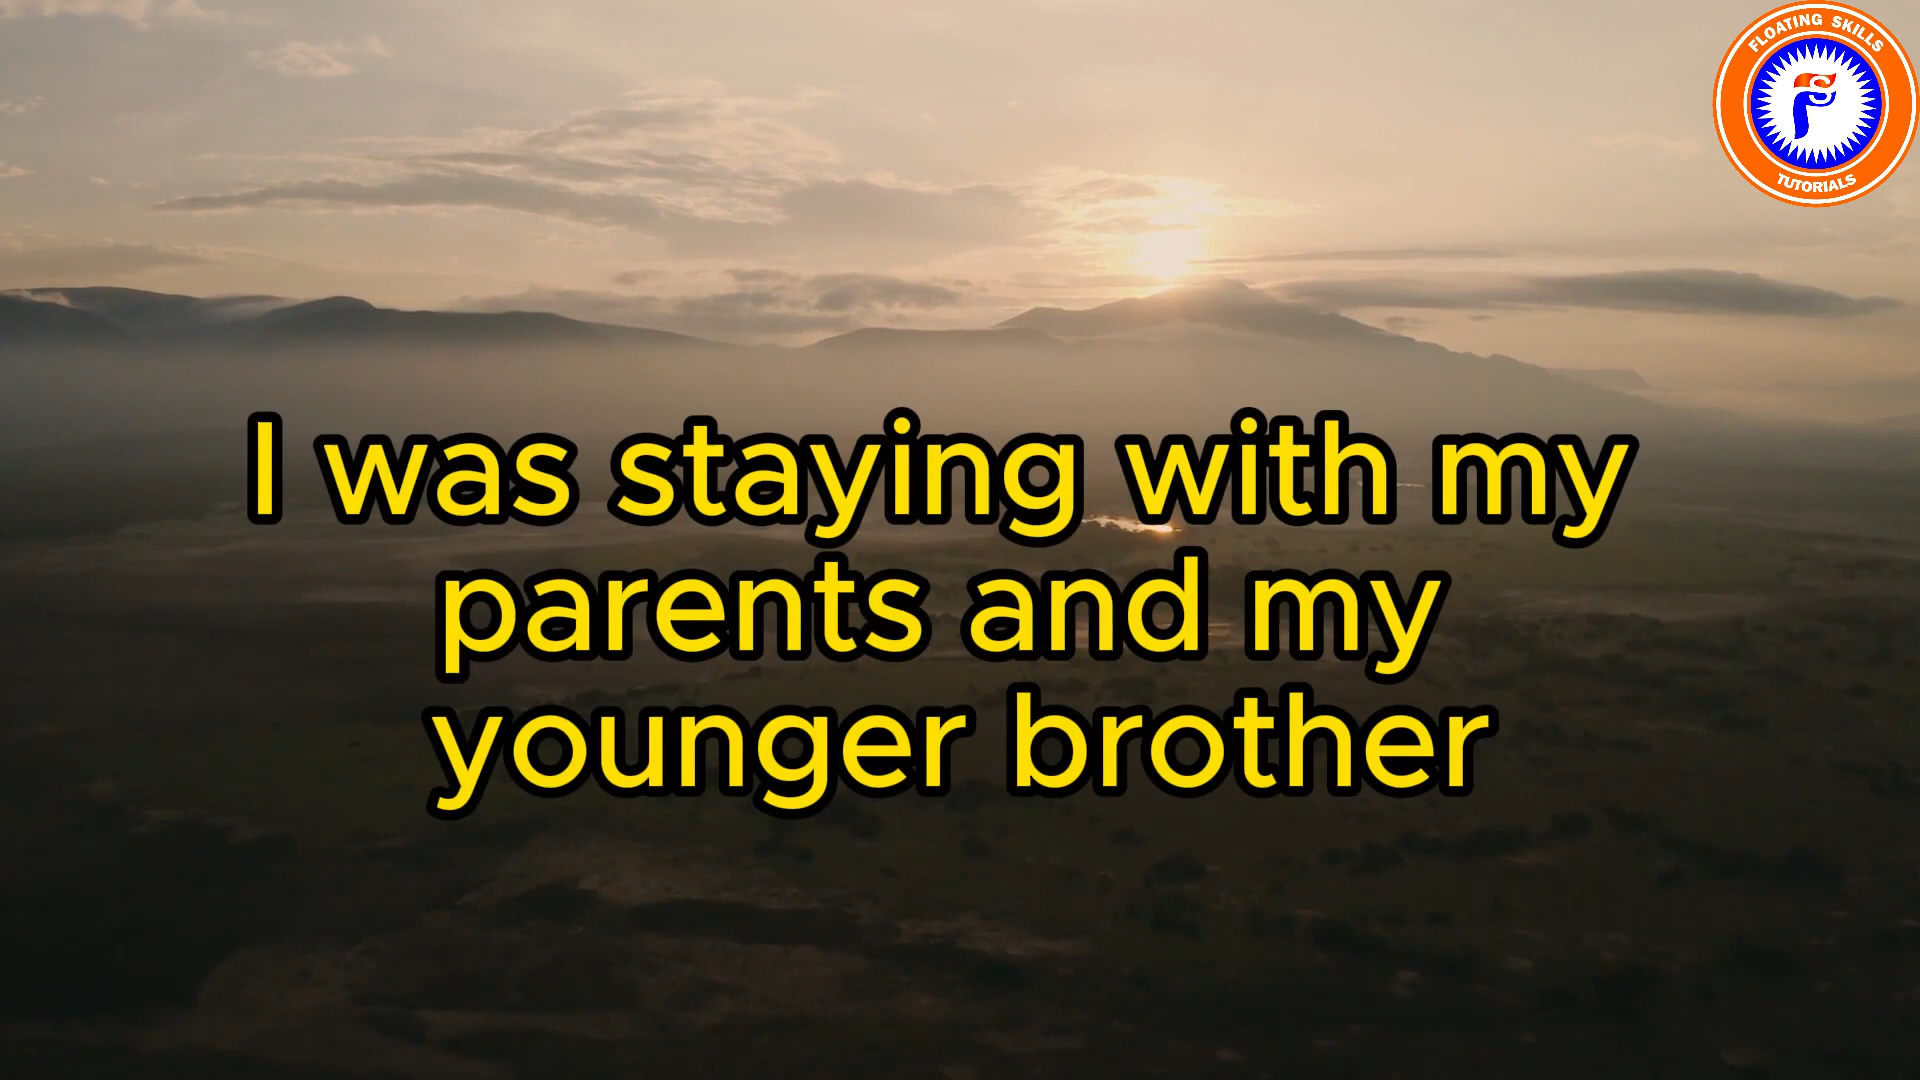 FLOATING SKILLS
TUTORIALS
I was staying with my
parents and my
younger brother